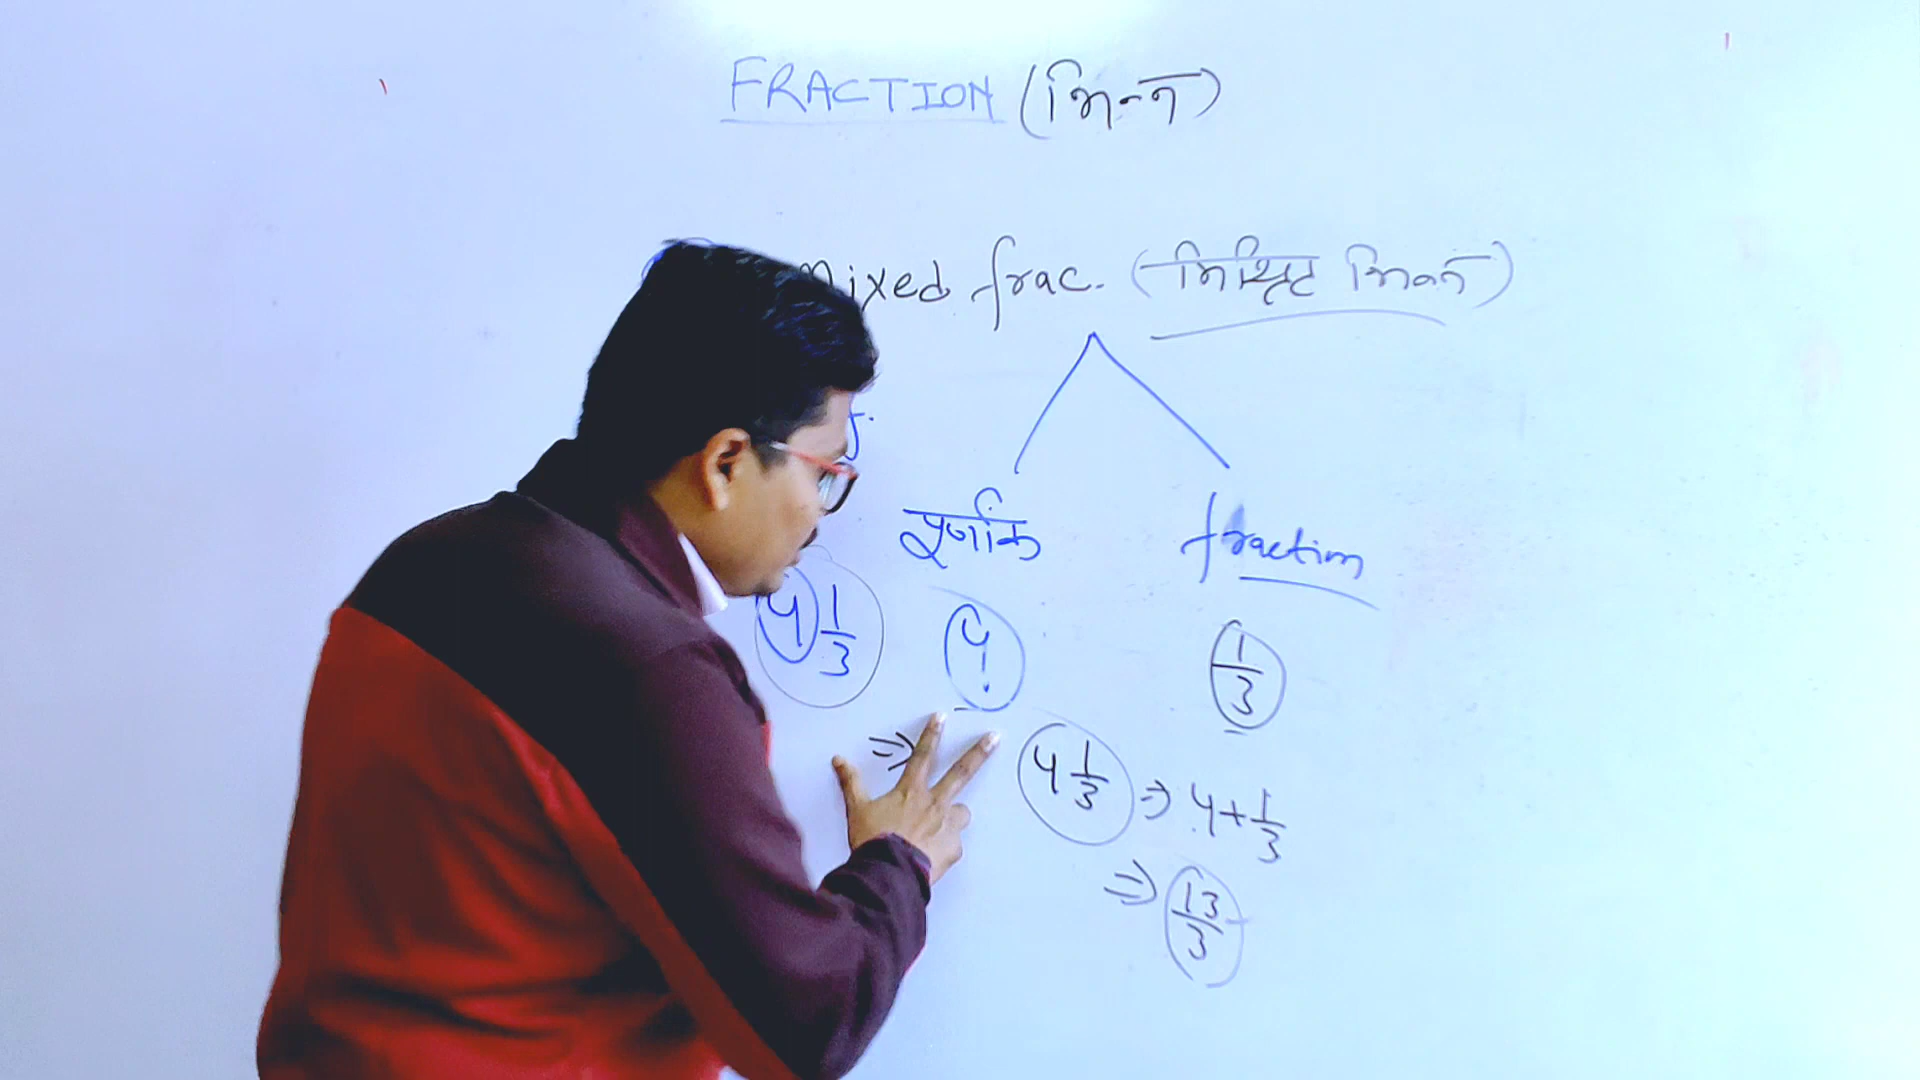 FRACTION (भिन्न)
Mixed frac. (मिश्रित भिन्न)
पूर्णांक fraction
4 1/3 4 1/3
⇒ 4 1/3 ⇒ 4 + 1/3
⇒ 13/3